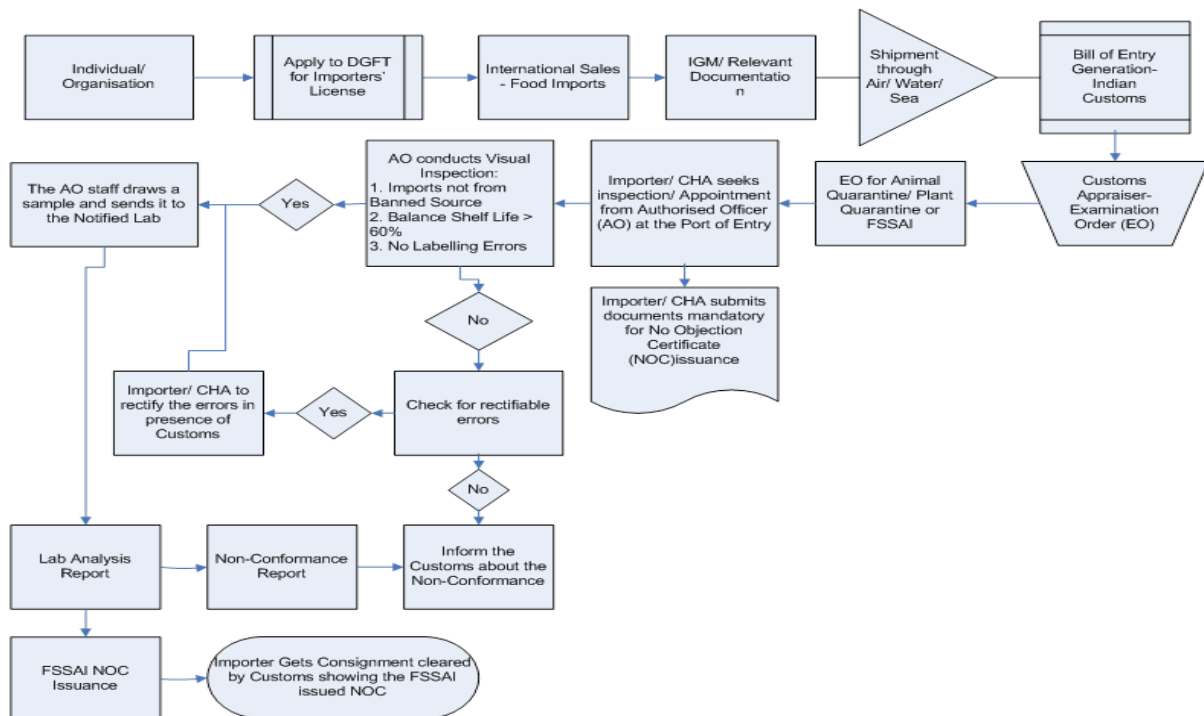 Individual/
Organisation
Apply to DGFT
for Importers'
License
International Sales
- Food Imports
IGM/ Relevant
Documentatio
n
Shipment
through
Air/ Water/
Sea
Bill of Entry
Generation-
Indian
Customs
Customs
Appraiser-
Examination
Order (EO)
EO for Animal
Quarantine/ Plant
Quarantine or
FSSAI
Importer/ CHA seeks
inspection/ Appointment
from Authorised Officer
(AO) at the Port of Entry
Importer/ CHA submits
documents mandatory
for No Objection
Certificate
(NOC)issuance
AO conducts Visual
Inspection:
1. Imports not from
Banned Source
2. Balance Shelf Life >
60%
3. No Labelling Errors
Yes
The AO staff draws a
sample and sends it to
the Notified Lab
No
Check for rectifiable
errors
Yes
Importer/ CHA to
rectify the errors in
presence of
Customs
No
Inform the
Customs about the
Non-Conformance
Lab Analysis
Report
Non-Conformance
Report
FSSAI NOC
Issuance
Importer Gets Consignment cleared
by Customs showing the FSSAI
issued NOC